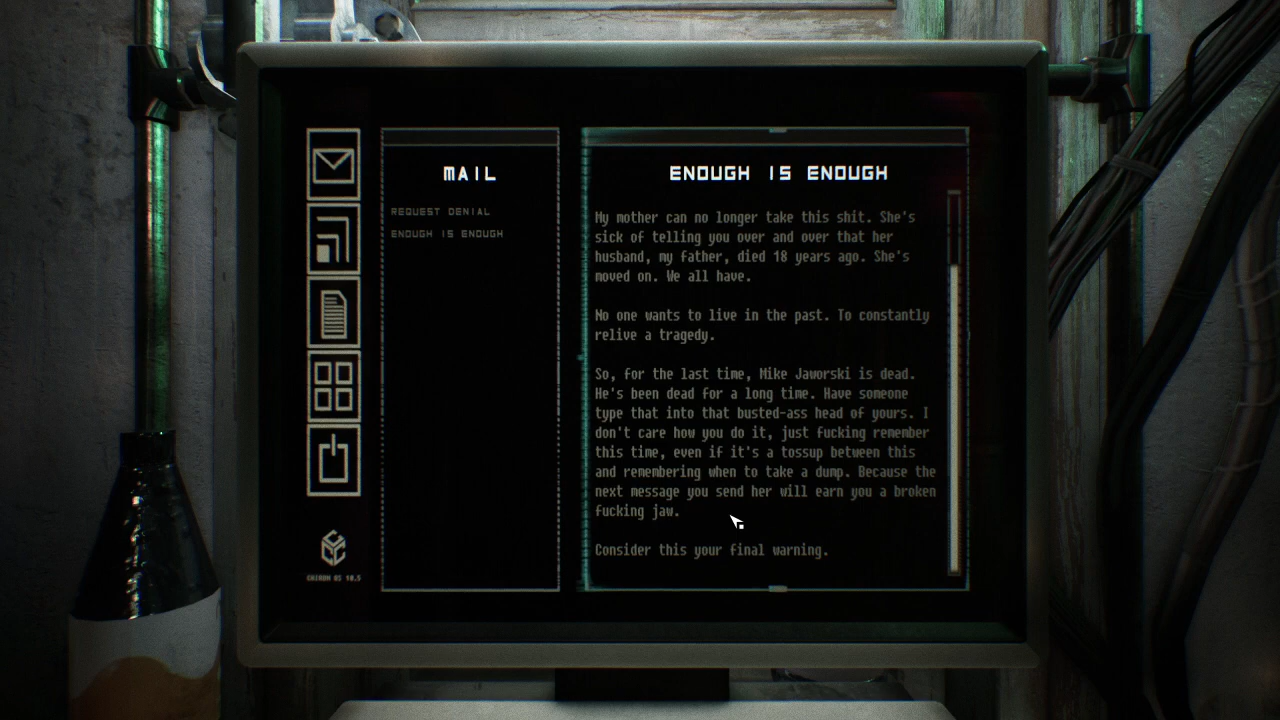 MAIL
REQUEST DENIAL
ENOUGH IS ENOUGH
ENOUGH IS ENOUGH
My mother can no longer take this shit. She's
sick of telling you over and over that her
husband, my father, died 18 years ago. She's
moved on. We all have.
No one wants to live in the past. To constantly
relive a tragedy.
So, for the last time, Mike Jaworski is dead.
He's been dead for a long time. Have someone
type that into that busted-ass head of yours. I
don't care how you do it, just fucking remember
this time, even if it's a tossup between this
and remembering when to take a dump. Because the
next message you send her will earn you a broken
fucking jaw.
Consider this your final warning.
CHIRON OS 10.5